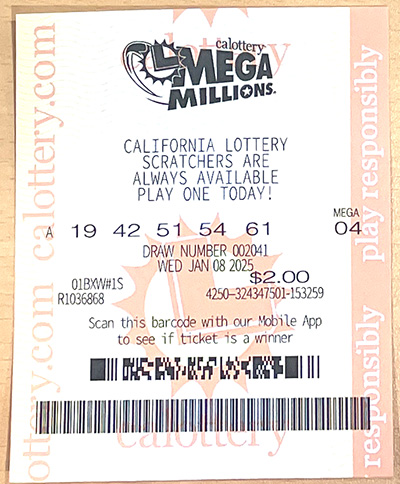 calottery
MEGA
MILLIONS.
CALIFORNIA LOTTERY
SCRATCHERS ARE
ALWAYS AVAILABLE
PLAY ONE TODAY!
MEGA
A 19 42 51 54 61 04
DRAW NUMBER 002041
WED JAN 08 2025
$2.00
01BXW#1S
R1036868 4250-324347501-153259
Scan this barcode with our Mobile App
to see if ticket is a winner
calottery
ottery.com calottery.com
responsibly play responsibly